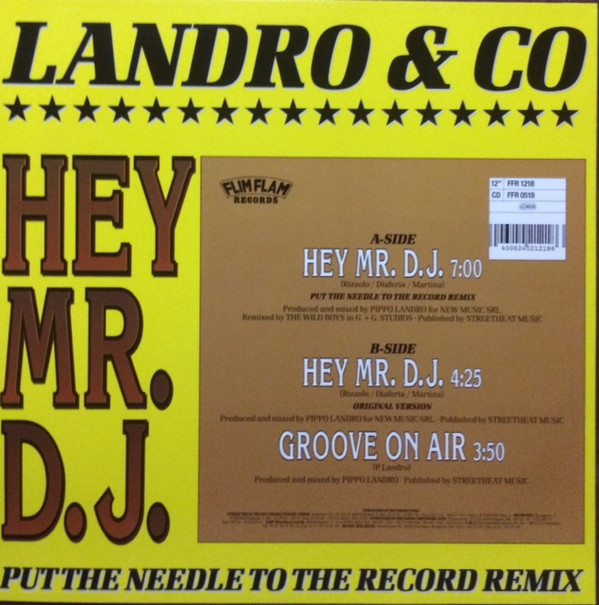 LANDRO & CO
HEY
MR.
D.J.
FLIM FLAM
RECORDS
12" FFR 1218
CD FFR 0518
4006245012186
A-SIDE
HEY MR. D.J. 7:00
(Rizzolo / Diaferia / Martina)
PUT THE NEEDLE TO THE RECORD REMIX
Produced and mixed by PIPPO LANDRO for NEW MUSIC SRL.
Remixed by THE WILD BOYS in G. + G. STUDIOS · Published by STREETHEAT MUSIC
B-SIDE
HEY MR. D.J. 4:25
(Rizzolo / Diaferia / Martina)
ORIGINAL VERSION
Produced and mixed by PIPPO LANDRO for NEW MUSIC SRL. · Published by STREETHEAT MUSIC
GROOVE ON AIR 3:50
(P. Landro)
Produced and mixed by PIPPO LANDRO · Published by STREETHEAT MUSIC
PUT THE NEEDLE TO THE RECORD REMIX